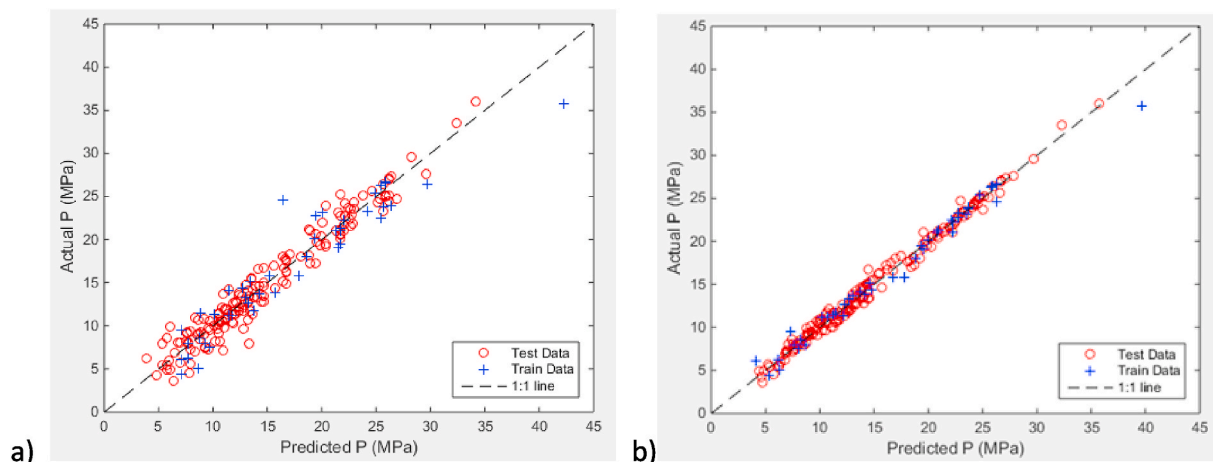 45
40
35
30
25
20
15
10
5
0
Actual P (MPa)
0 5 10 15 20 25 30 35 40 45
Predicted P (MPa)
Test Data
Train Data
1:1 line
a)
45
40
35
30
25
20
15
10
5
0
Actual P (MPa)
0 5 10 15 20 25 30 35 40 45
Predicted P (MPa)
Test Data
Train Data
1:1 line
b)